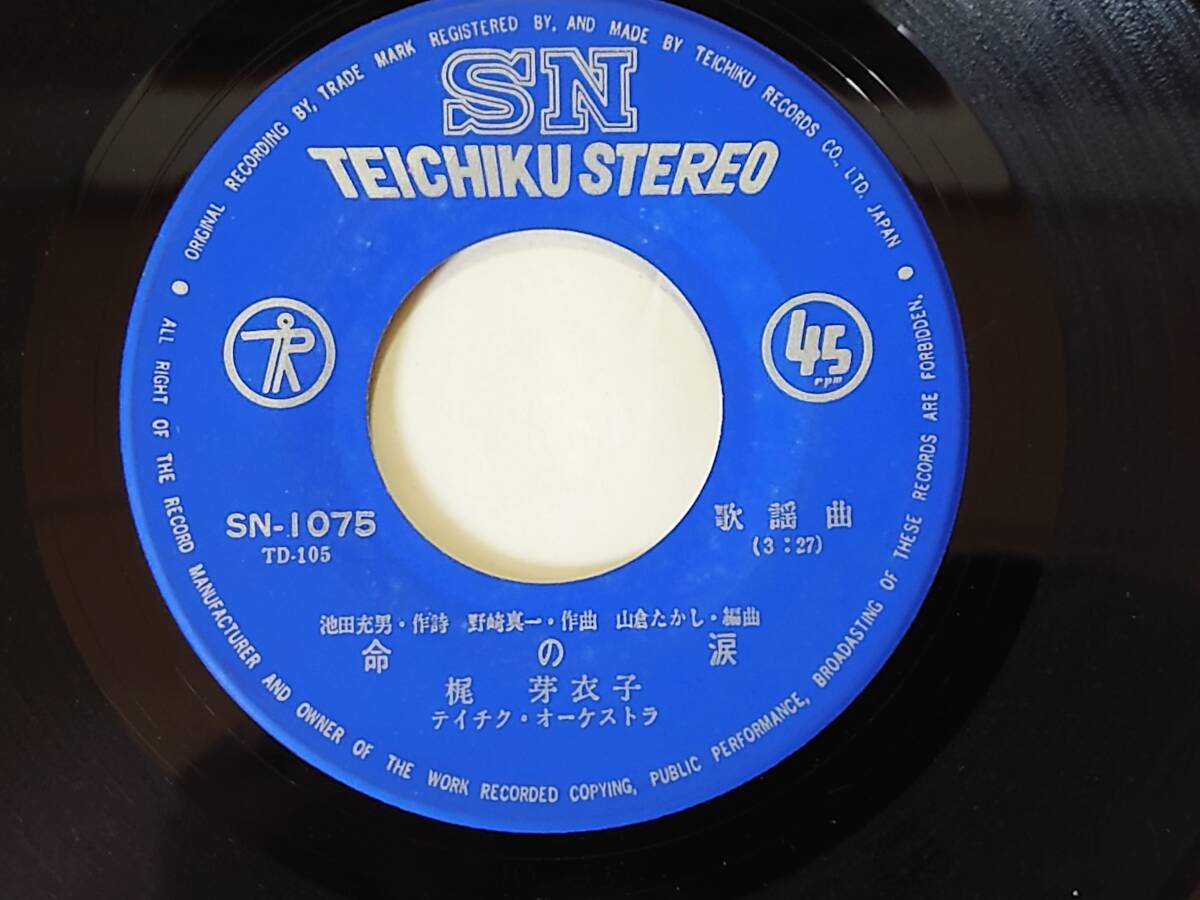 ORIGINAL RECORDING BY, TRADE MARK REGISTERED BY, AND MADE BY TEICHIKU RECORDS CO., LTD. JAPAN
SN
TEICHIKU STEREO
45
rpm
SN-1075
TD-105
歌謡曲
(3:27)
池田充男・作詩 野崎真一・作曲 山倉たかし・編曲
命の涙
梶 芽衣子
テイチク・オーケストラ
ALL RIGHT OF THE RECORD MANUFACTURER AND OWNER OF THE WORK RECORDED COPYING, PUBLIC PERFORMANCE, BROADASTING OF THESE RECORDS ARE FORBIDDEN.